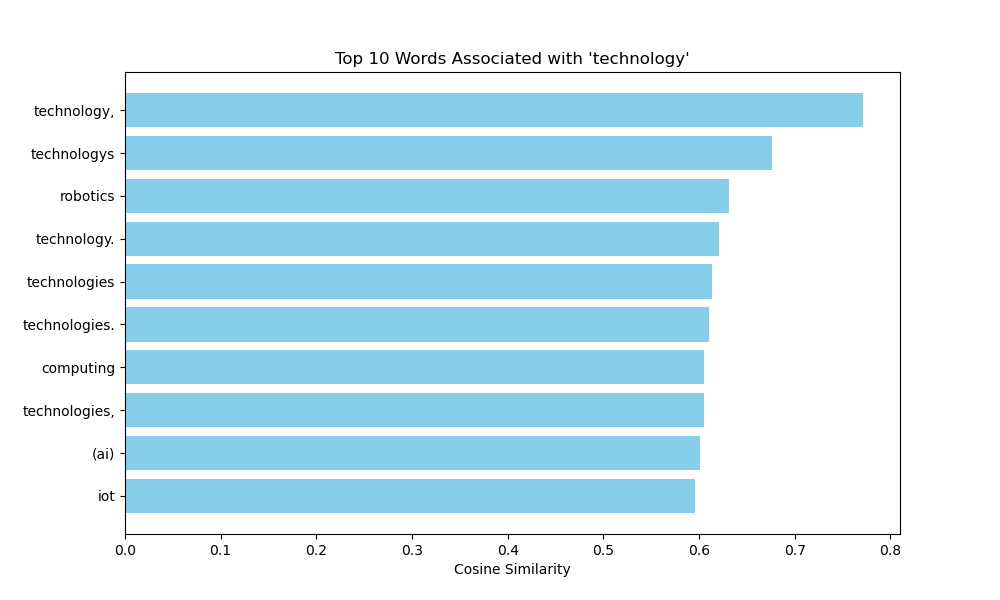 Top 10 Words Associated with 'technology'
technology,
technologys
robotics
technology.
technologies
technologies.
computing
technologies,
(ai)
iot
0.0 0.1 0.2 0.3 0.4 0.5 0.6 0.7 0.8
Cosine Similarity